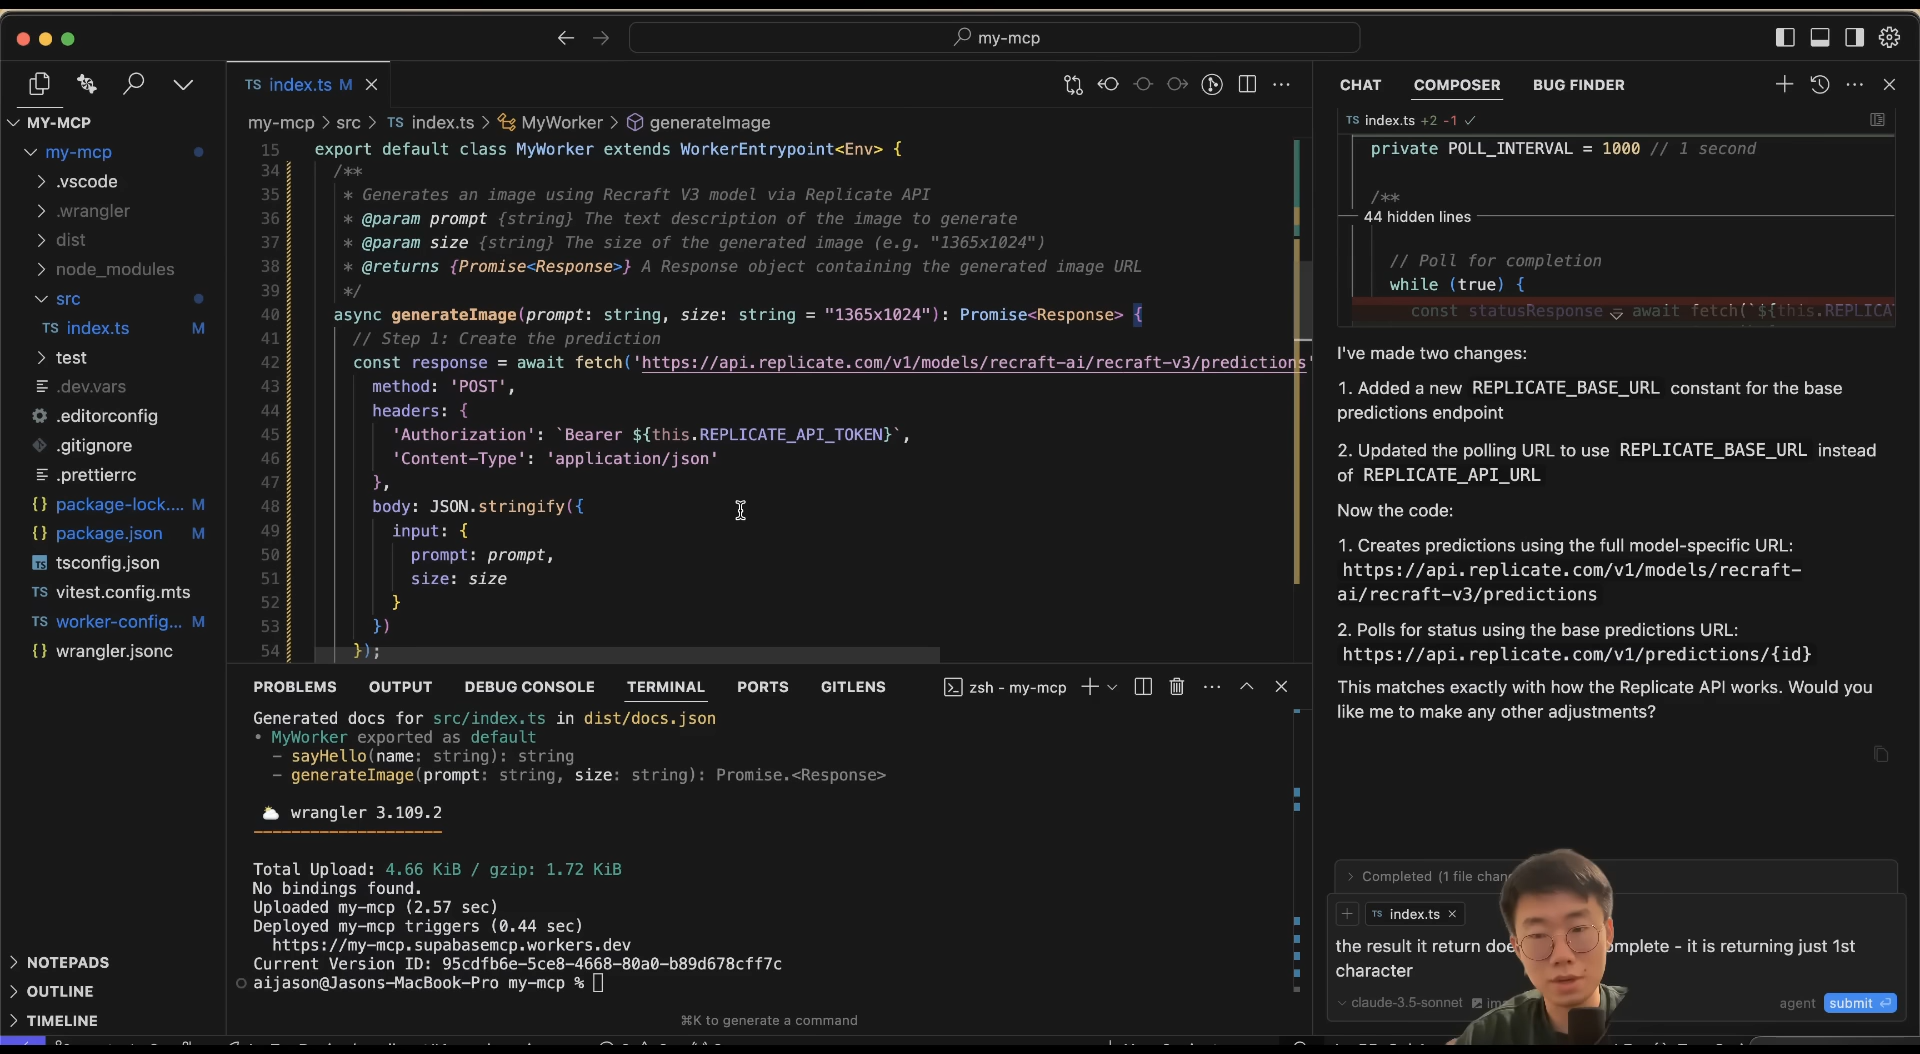 my-mcp
TS index.ts M
CHAT COMPOSER BUG FINDER
MY-MCP
my-mcp
.vscode
.wrangler
dist
node_modules
src
TS index.ts M
test
.dev.vars
.editorconfig
.gitignore
.prettierrc
{} package-lock.... M
{} package.json M
TS tsconfig.json
TS vitest.config.mts
TS worker-config... M
{} wrangler.jsonc
NOTEPADS
OUTLINE
TIMELINE
my-mcp > src > TS index.ts > MyWorker > generateImage
15 export default class MyWorker extends WorkerEntrypoint<Env> {
34 /**
35 * Generates an image using Recraft V3 model via Replicate API
36 * @param prompt {string} The text description of the image to generate
37 * @param size {string} The size of the generated image (e.g. "1365x1024")
38 * @returns {Promise<Response>} A Response object containing the generated image URL
39 */
40 async generateImage(prompt: string, size: string = "1365x1024"): Promise<Response> {
41 // Step 1: Create the prediction
42 const response = await fetch('https://api.replicate.com/v1/models/recraft-ai/recraft-v3/predictions'
43 method: 'POST',
44 headers: {
45 'Authorization': `Bearer ${this.REPLICATE_API_TOKEN}`,
46 'Content-Type': 'application/json'
47 },
48 body: JSON.stringify({
49 input: {
50 prompt: prompt,
51 size: size
52 }
53 })
54 });
PROBLEMS OUTPUT DEBUG CONSOLE TERMINAL PORTS GITLENS
zsh - my-mcp
Generated docs for src/index.ts in dist/docs.json
• MyWorker exported as default
- sayHello(name: string): string
- generateImage(prompt: string, size: string): Promise.<Response>
wrangler 3.109.2
Total Upload: 4.66 KiB / gzip: 1.72 KiB
No bindings found.
Uploaded my-mcp (2.57 sec)
Deployed my-mcp triggers (0.44 sec)
https://my-mcp.supabasemcp.workers.dev
Current Version ID: 95cdfb6e-5ce8-4668-80a0-b89d678cff7c
aijason@Jasons-MacBook-Pro my-mcp %
⌘K to generate a command
TS index.ts +2 -1 ✓
private POLL_INTERVAL = 1000 // 1 second
/**
44 hidden lines
// Poll for completion
while (true) {
const statusResponse = await fetch(`${this.REPLICA
I've made two changes:
1. Added a new REPLICATE_BASE_URL constant for the base
predictions endpoint
2. Updated the polling URL to use REPLICATE_BASE_URL instead
of REPLICATE_API_URL
Now the code:
1. Creates predictions using the full model-specific URL:
https://api.replicate.com/v1/models/recraft-
ai/recraft-v3/predictions
2. Polls for status using the base predictions URL:
https://api.replicate.com/v1/predictions/{id}
This matches exactly with how the Replicate API works. Would you
like me to make any other adjustments?
Completed (1 file
TS index.ts
the result it return - it is returning just 1st
character
claude-3.5-sonnet
agent submit